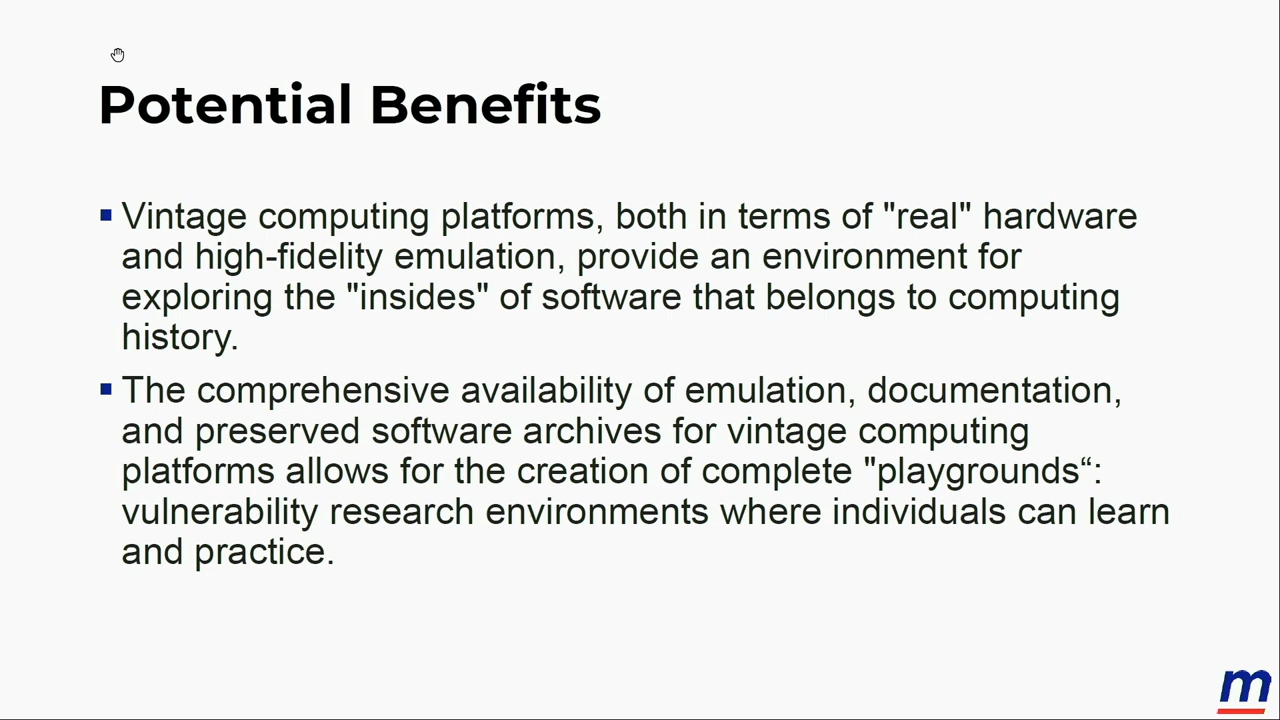 Potential Benefits
Vintage computing platforms, both in terms of "real" hardware
and high-fidelity emulation, provide an environment for
exploring the "insides" of software that belongs to computing
history.
The comprehensive availability of emulation, documentation,
and preserved software archives for vintage computing
platforms allows for the creation of complete "playgrounds“:
vulnerability research environments where individuals can learn
and practice.
m